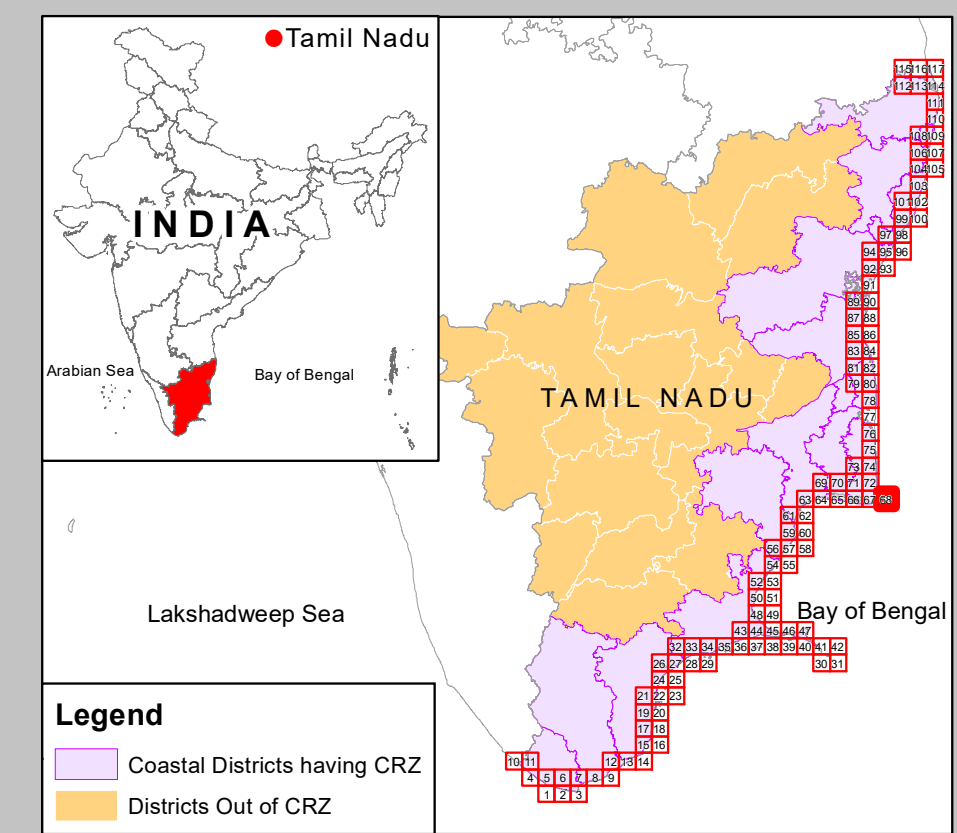 Tamil Nadu
INDIA
Arabian Sea
Bay of Bengal
TAMIL NADU
115 116 117
112 113 114
111
110
108 109
106 107
104 105
103
101 102
99 100
97 98
94 95 96
92 93
91
89 90
87 88
85 86
83 84
81 82
79 80
78
77
76
75
73 74
69 70 71 72
63 64 65 66 67 68
61 62
59 60
56 57 58
54 55
52 53
50 51
48 49
Bay of Bengal
Lakshadweep Sea
43 44 45 46 47
32 33 34 35 36 37 38 39 40 41 42
26 27 28 29 30 31
24 25
21 22 23
19 20
17 18
15 16
10 11 12 13 14
4 5 6 7 8 9
1 2 3
Legend
Coastal Districts having CRZ
Districts Out of CRZ